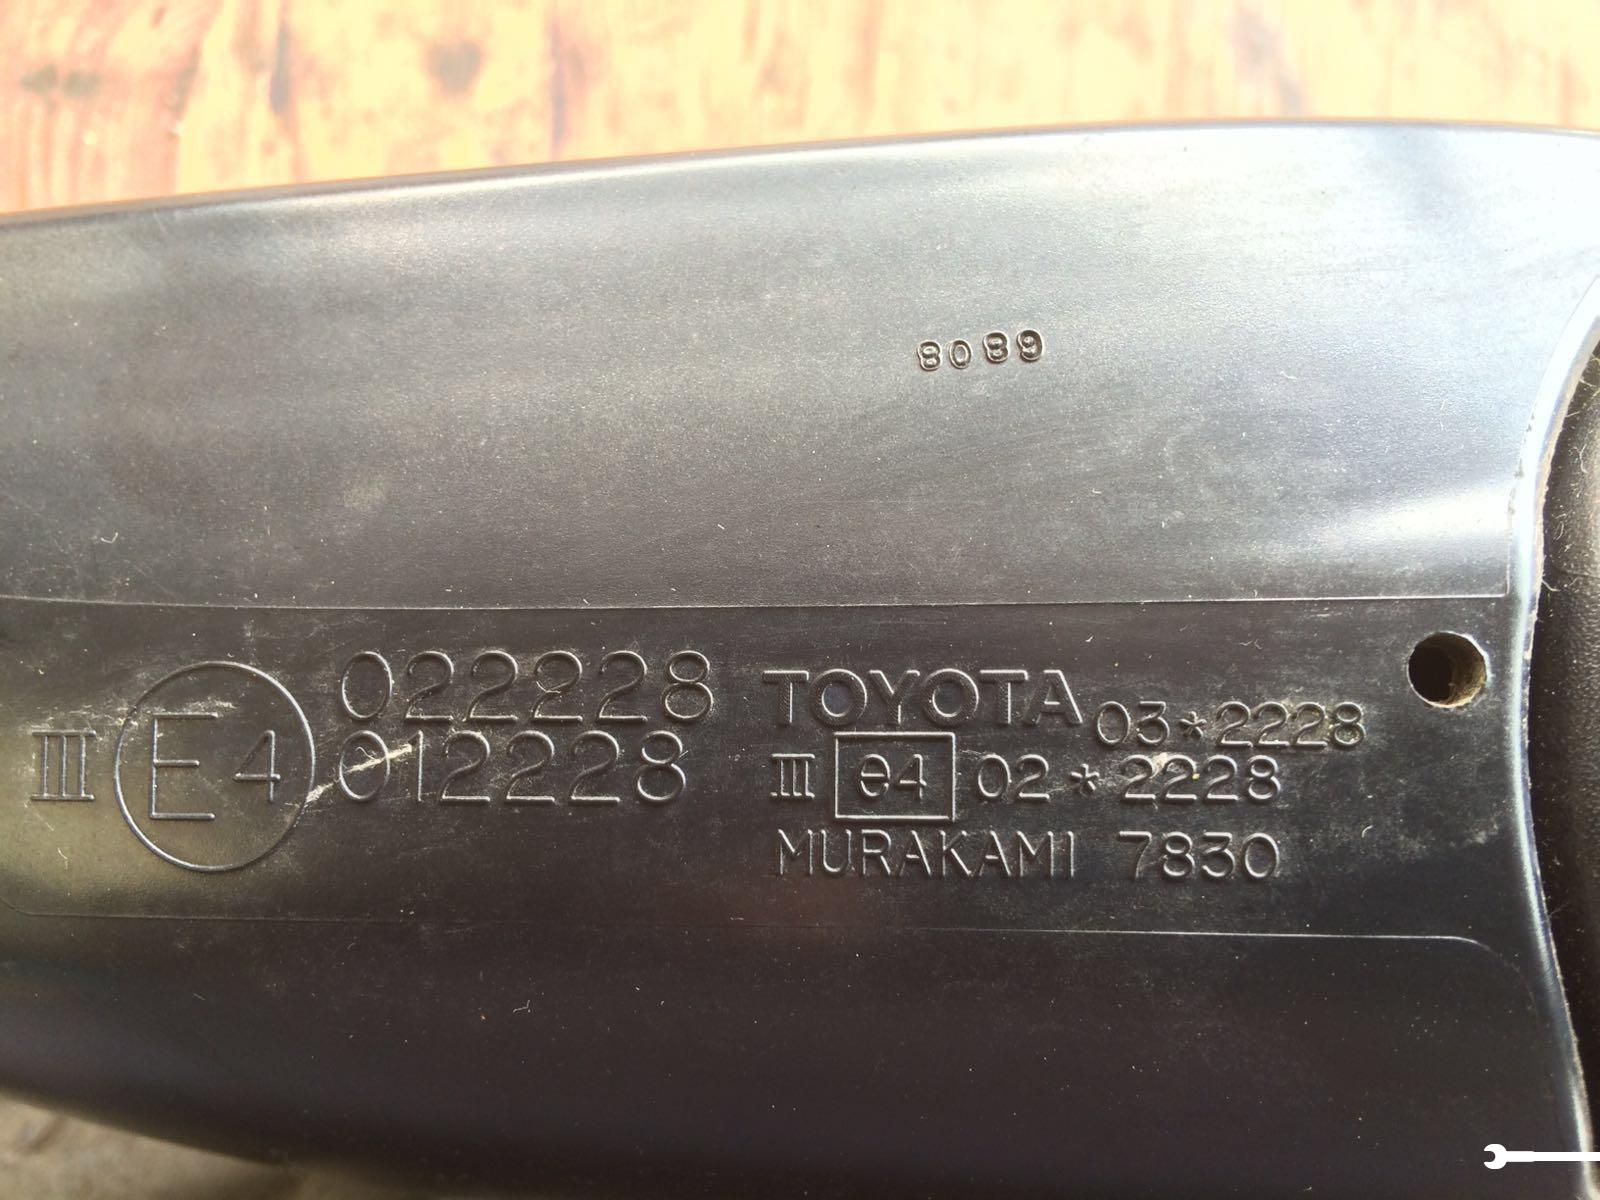 8089
III E4 022228
012228
TOYOTA 03*2228
III e4 02*2228
MURAKAMI 7830